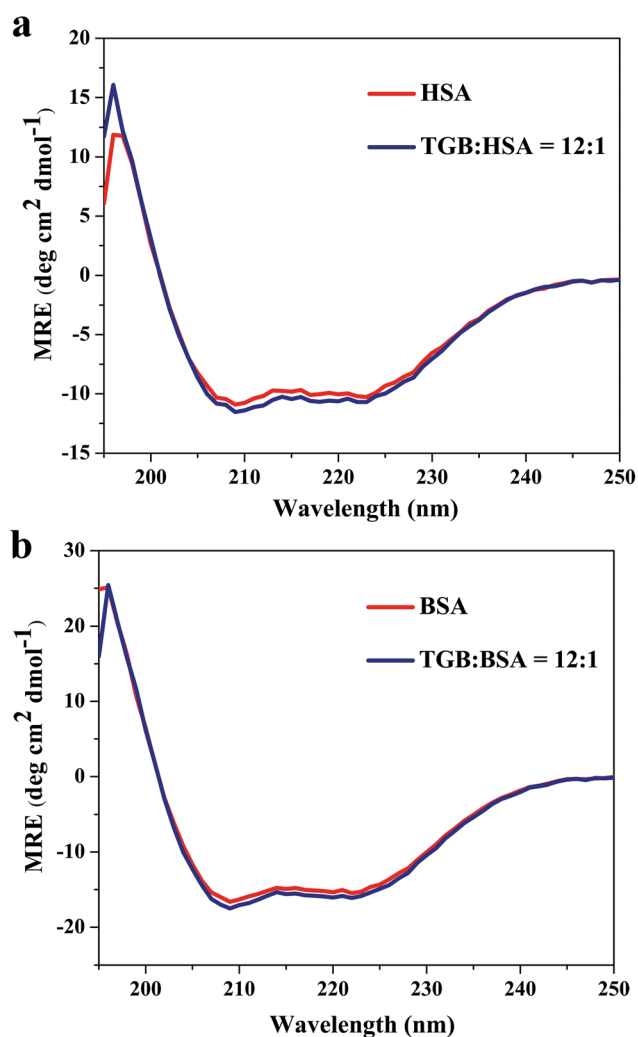 a
20
15
10
5
0
-5
-10
-15
MRE (deg cm² dmol⁻¹)
HSA
TGB:HSA = 12:1
200 210 220 230 240 250
Wavelength (nm)
b
30
20
10
0
-10
-20
MRE (deg cm² dmol⁻¹)
BSA
TGB:BSA = 12:1
200 210 220 230 240 250
Wavelength (nm)